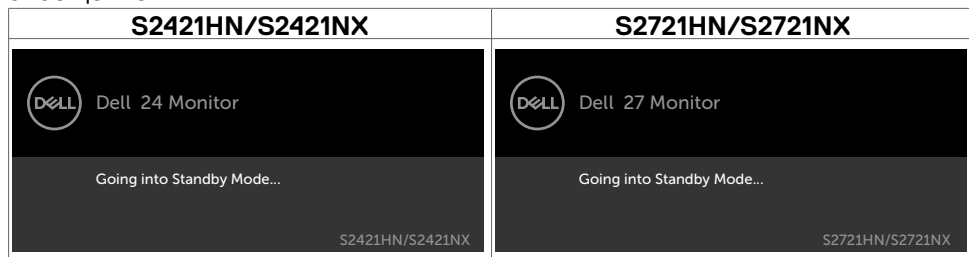 S2421HN/S2421NX
S2721HN/S2721NX
DELL Dell 24 Monitor
Going into Standby Mode...
S2421HN/S2421NX
DELL Dell 27 Monitor
Going into Standby Mode...
S2721HN/S2721NX